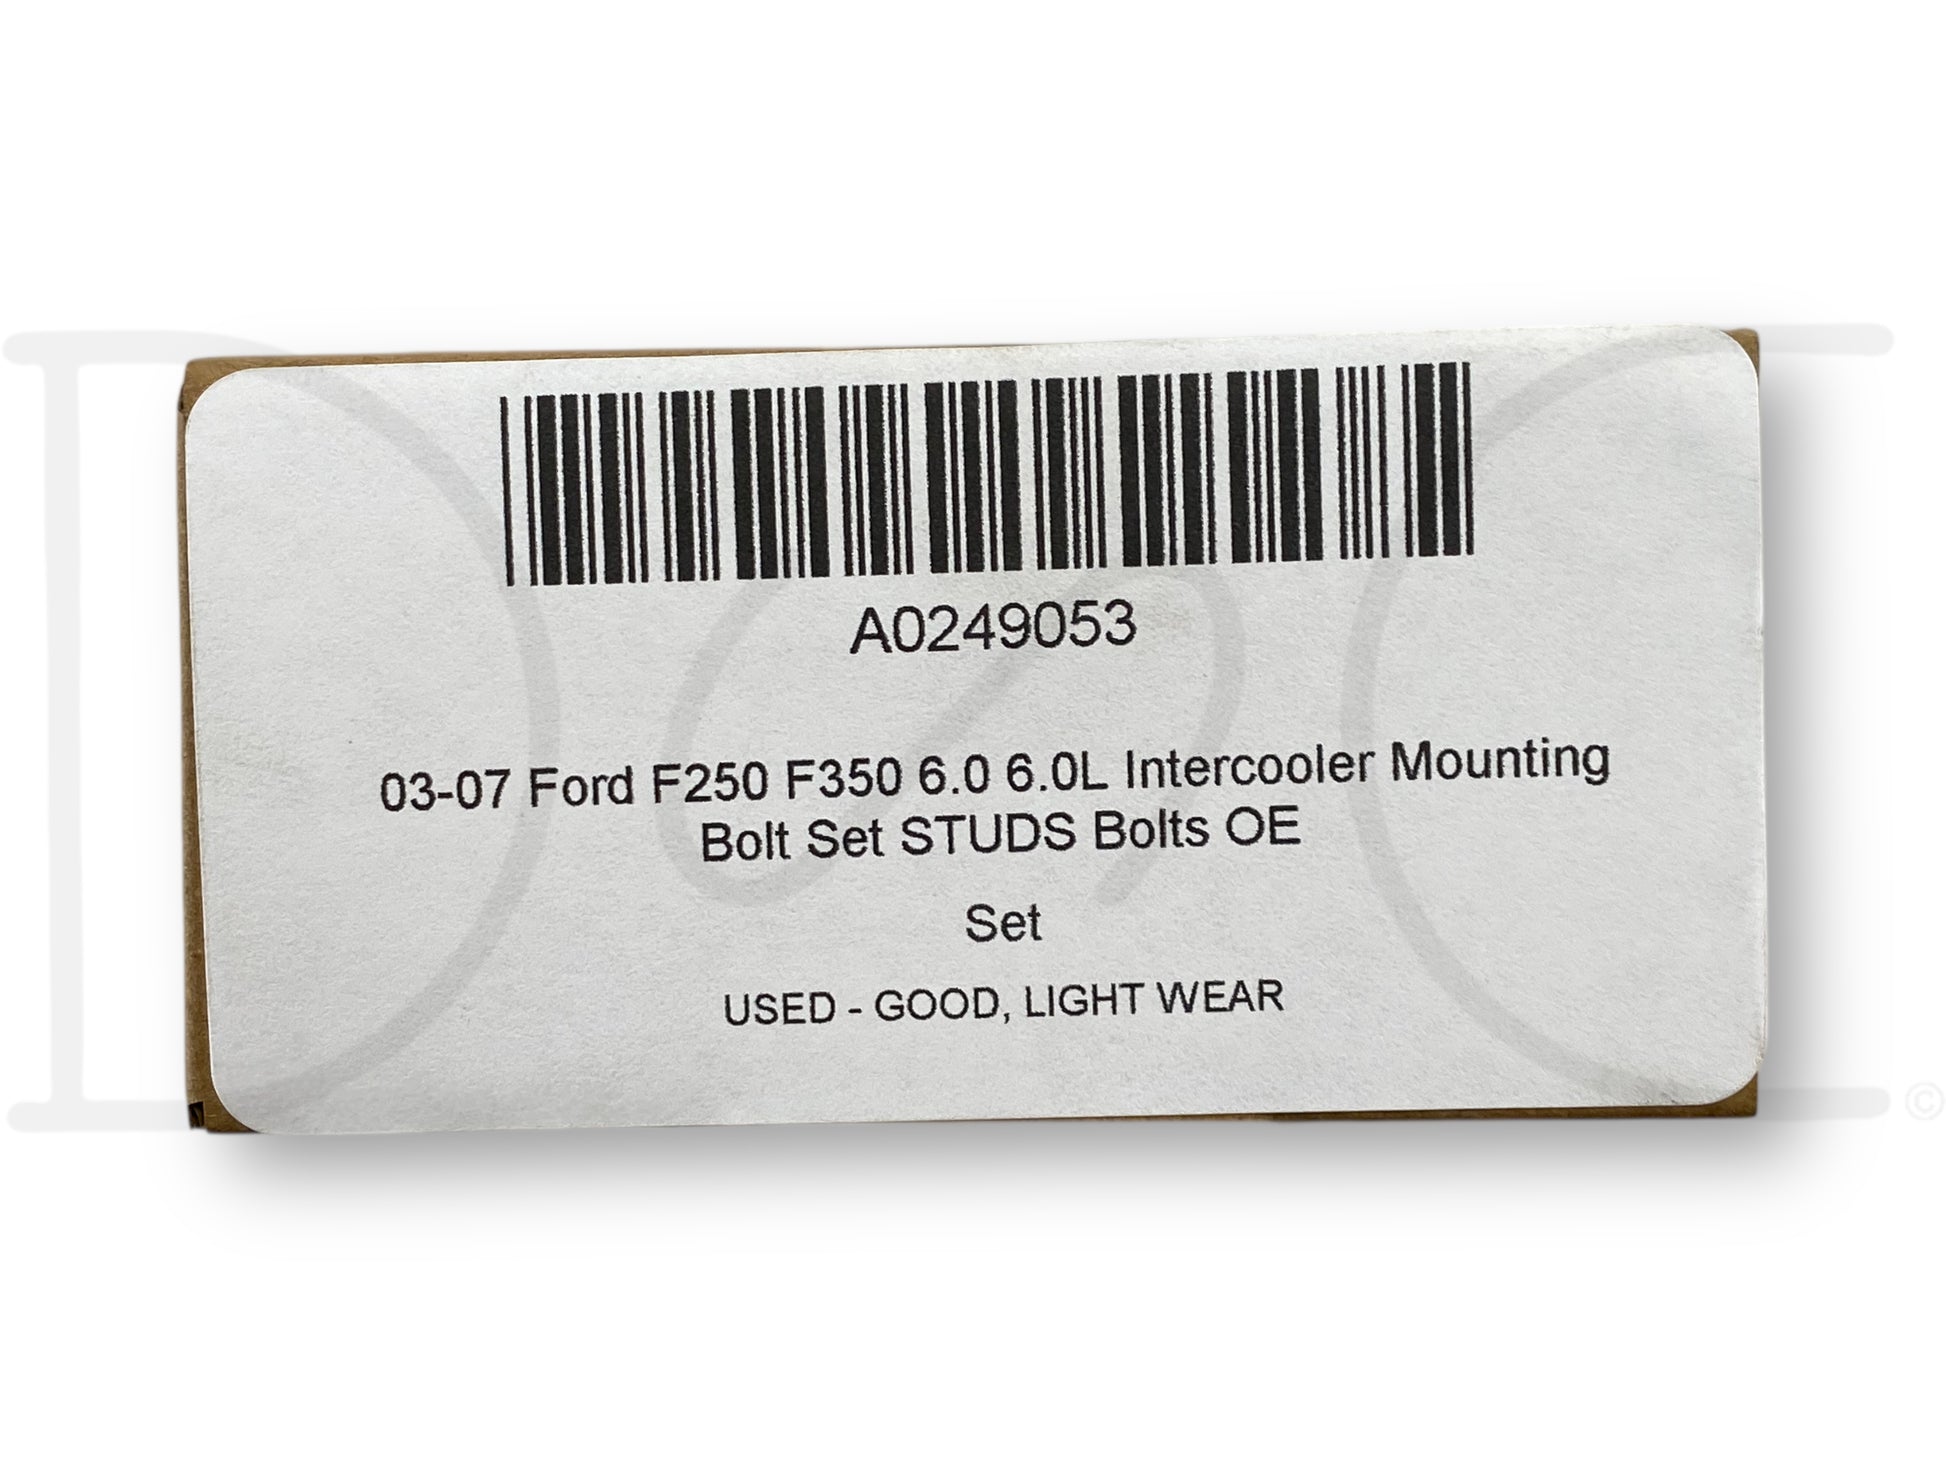 A0249053
03-07 Ford F250 F350 6.0 6.0L Intercooler Mounting
Bolt Set STUDS Bolts OE
Set
USED - GOOD, LIGHT WEAR
©